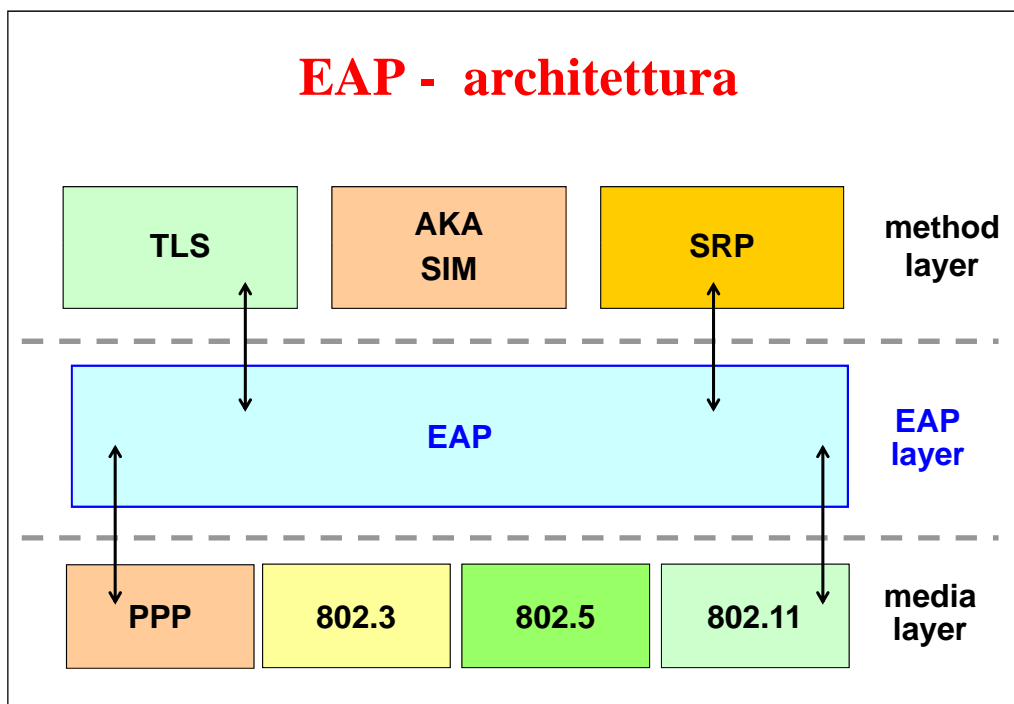 EAP - architettura
TLS
AKA
SIM
SRP
method
layer
EAP
EAP
layer
PPP
802.3
802.5
802.11
media
layer